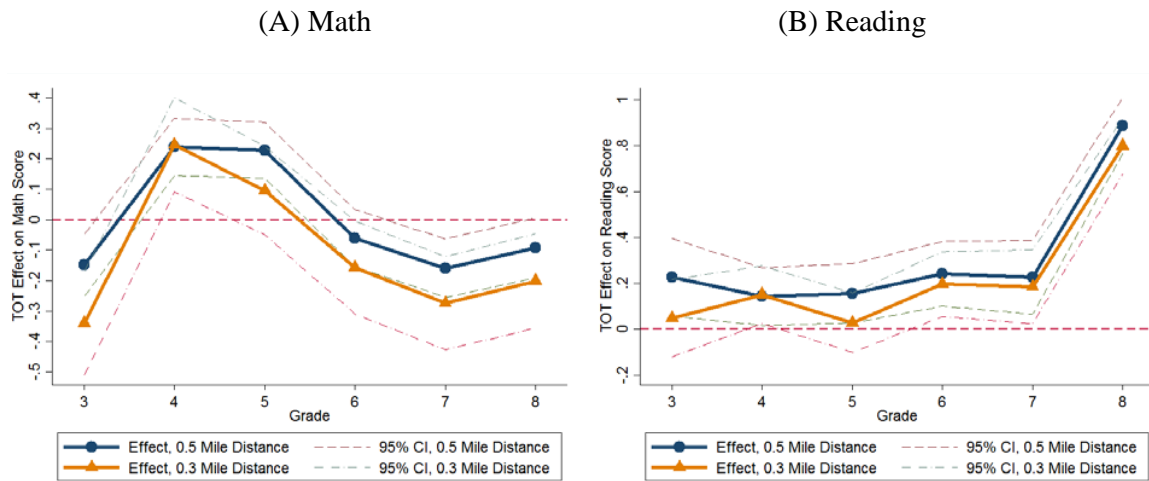 (A) Math
(B) Reading
TOT Effect on Math Score
.4
.3
.2
.1
0
-.1
-.2
-.3
-.4
-.5
3 4 5 6 7 8
Grade
Effect, 0.5 Mile Distance 95% CI, 0.5 Mile Distance
Effect, 0.3 Mile Distance 95% CI, 0.3 Mile Distance
TOT Effect on Reading Score
1
.8
.6
.4
.2
0
-.2
3 4 5 6 7 8
Grade
Effect, 0.5 Mile Distance 95% CI, 0.5 Mile Distance
Effect, 0.3 Mile Distance 95% CI, 0.3 Mile Distance